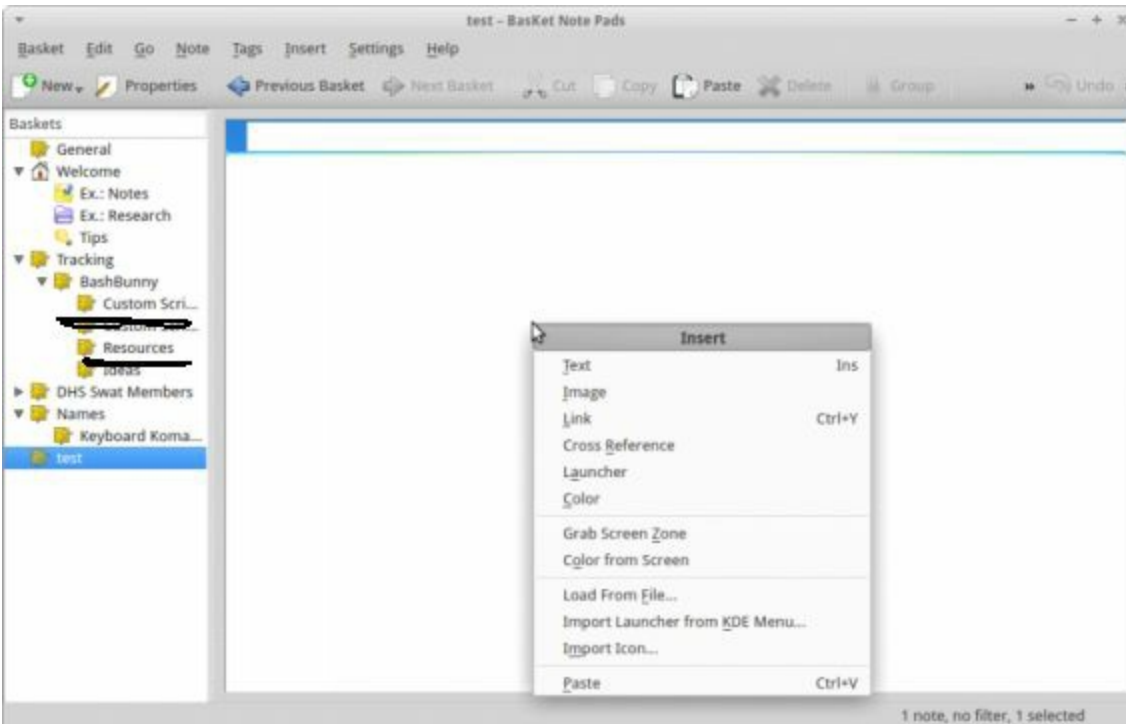 test - BasKet Note Pads
Basket Edit Go Note Tags Insert Settings Help
New Properties Previous Basket Next Basket Cut Copy Paste Delete Group » Undo
Baskets
General
Welcome
Ex.: Notes
Ex.: Research
Tips
Tracking
BashBunny
Custom Scri...
Resources
Ideas
DHS Swat Members
Names
Keyboard Koma...
test
Insert
Text Ins
Image
Link Ctrl+Y
Cross Reference
Launcher
Color
Grab Screen Zone
Color from Screen
Load From File...
Import Launcher from KDE Menu...
Import Icon...
Paste Ctrl+V
1 note, no filter, 1 selected